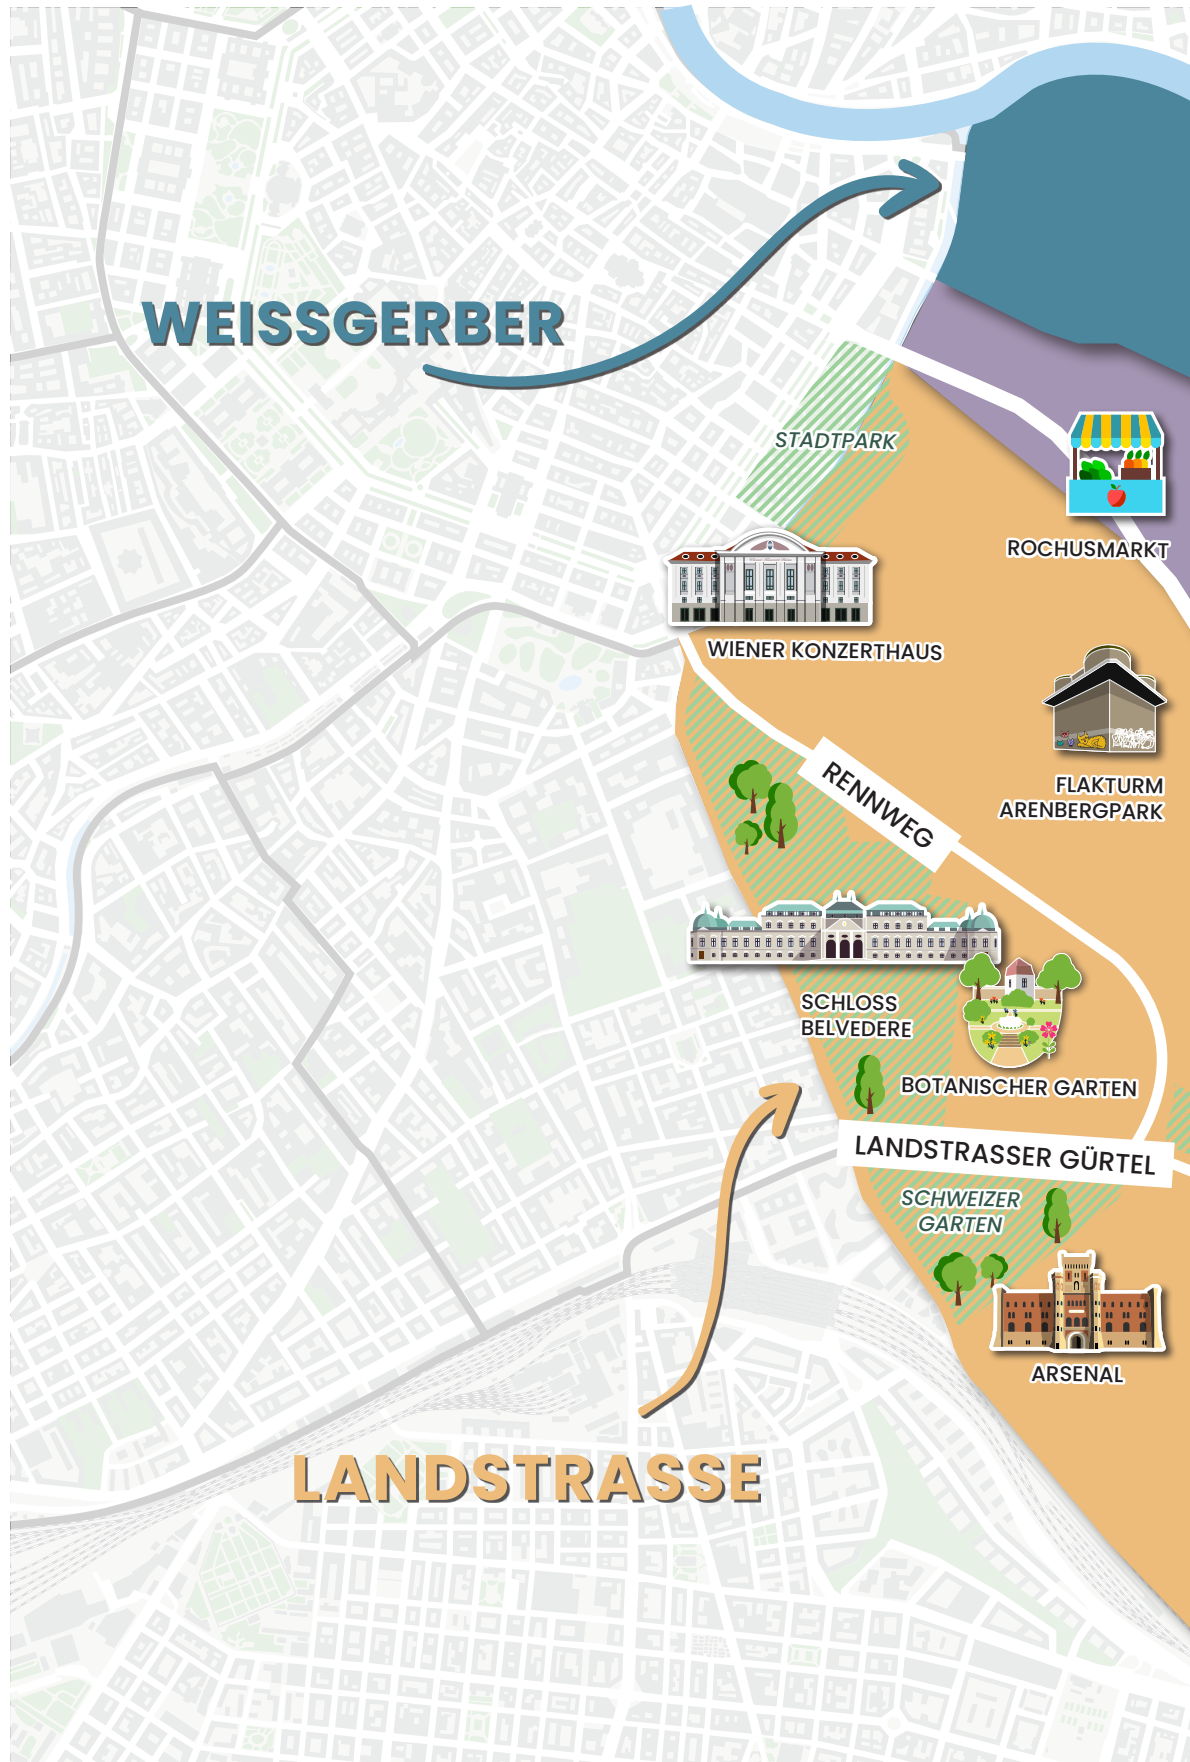 WEISSGERBER
STADTPARK
ROCHUSMARKT
WIENER KONZERTHAUS
FLAKTURM
ARENBERGPARK
RENNWEG
SCHLOSS
BELVEDERE
BOTANISCHER GARTEN
LANDSTRASSER GÜRTEL
SCHWEIZER
GARTEN
ARSENAL
LANDSTRASSE